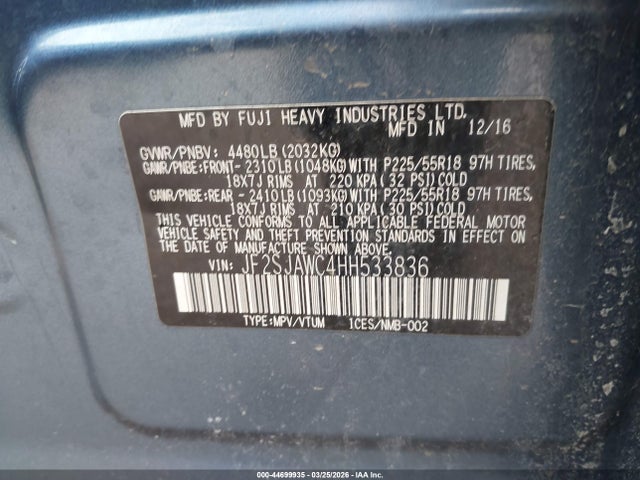 MFD BY FUJI HEAVY INDUSTRIES LTD.
MFD IN 12/16
GVWR/PNBV: 4480LB(2032KG)
GAWR/PNBE:FRONT-2310LB(1048KG)WITH P225/55R18 97H TIRES,
18X7J RIMS AT 220 KPA(32 PSI)COLD
GAWR/PNBE:REAR -2410LB(1093KG)WITH P225/55R18 97H TIRES,
18X7J RIMS AT 210 KPA(30 PSI)COLD
THIS VEHICLE CONFORMS TO ALL APPLICABLE FEDERAL MOTOR
VEHICLE SAFETY AND BUMPER STANDARDS IN EFFECT ON THE
DATE OF MANUFACTURE SHOWN ABOVE.
VIN: JF2SJAWC4HH533836
TYPE:MPV/VTUM 1CES/NMB-002
© - 44699935 - 03/25/2026 - IAA Inc.